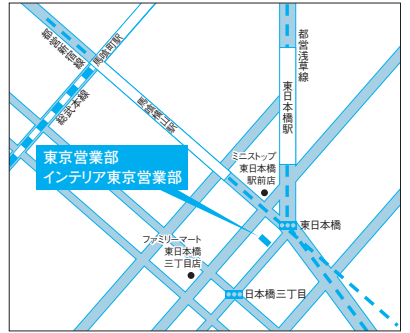 都営新宿線
馬喰町駅
総武本線
馬喰横山駅
都営浅草線
東日本橋駅
東京営業部
インテリア東京営業部
ミニストップ
東日本橋
駅前店
東日本橋
ファミリーマート
東日本橋
三丁目店
日本橋三丁目